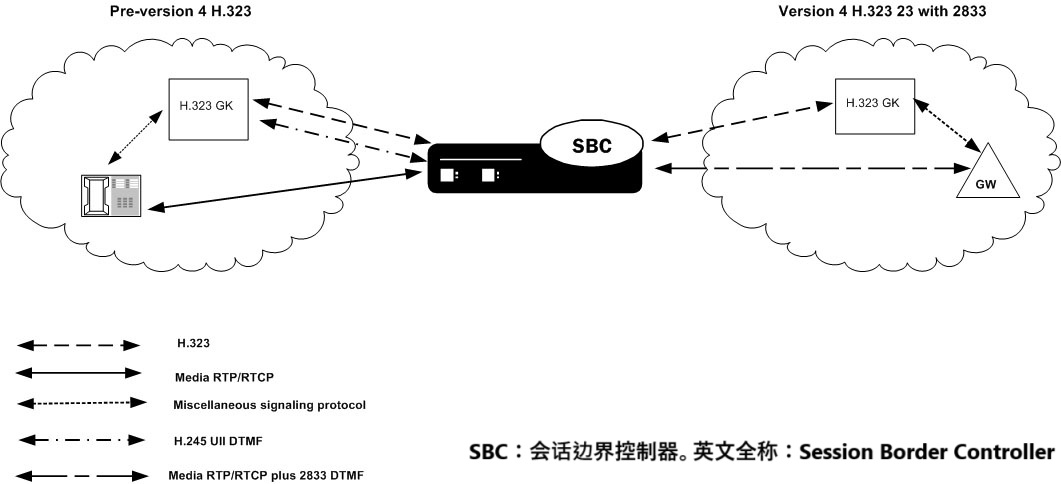 Pre-version 4 H.323
Version 4 H.323 23 with 2833
H.323 GK
H.323 GK
SBC
GW
H.323
Media RTP/RTCP
Miscellaneous signaling protocol
H.245 UII DTMF
Media RTP/RTCP plus 2833 DTMF
SBC：会话边界控制器。英文全称：Session Border Controller